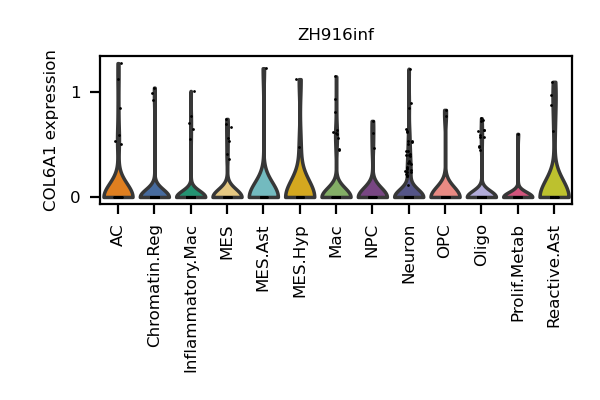 ZH916inf
COL6A1 expression
1
0
AC
Chromatin.Reg
Inflammatory.Mac
MES
MES.Ast
MES.Hyp
Mac
NPC
Neuron
OPC
Oligo
Prolif.Metab
Reactive.Ast